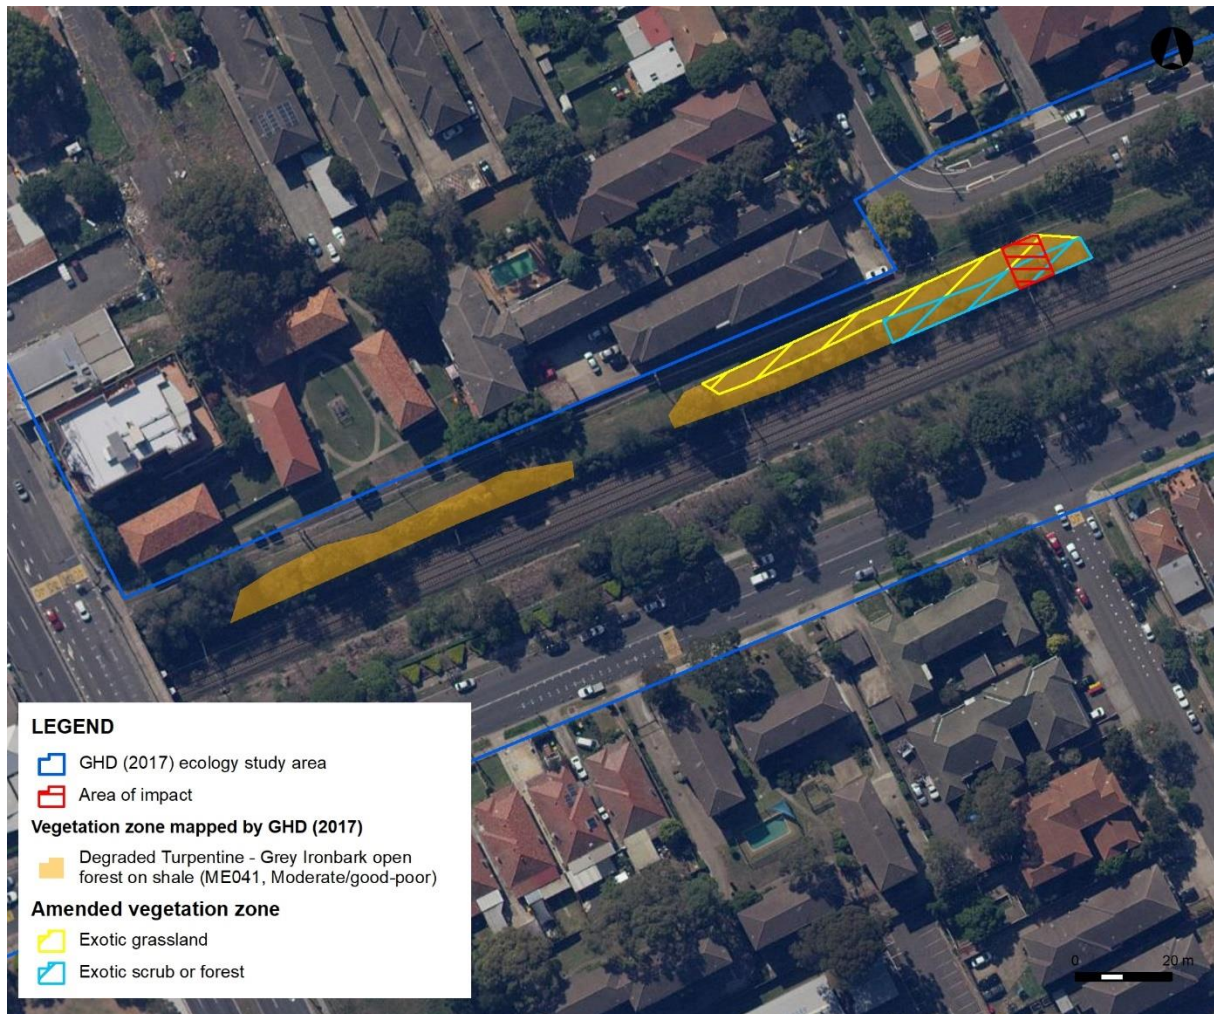 LEGEND
GHD (2017) ecology study area
Area of impact
Vegetation zone mapped by GHD (2017)
Degraded Turpentine - Grey Ironbark open
forest on shale (ME041, Moderate/good-poor)
Amended vegetation zone
Exotic grassland
Exotic scrub or forest
0 20 m